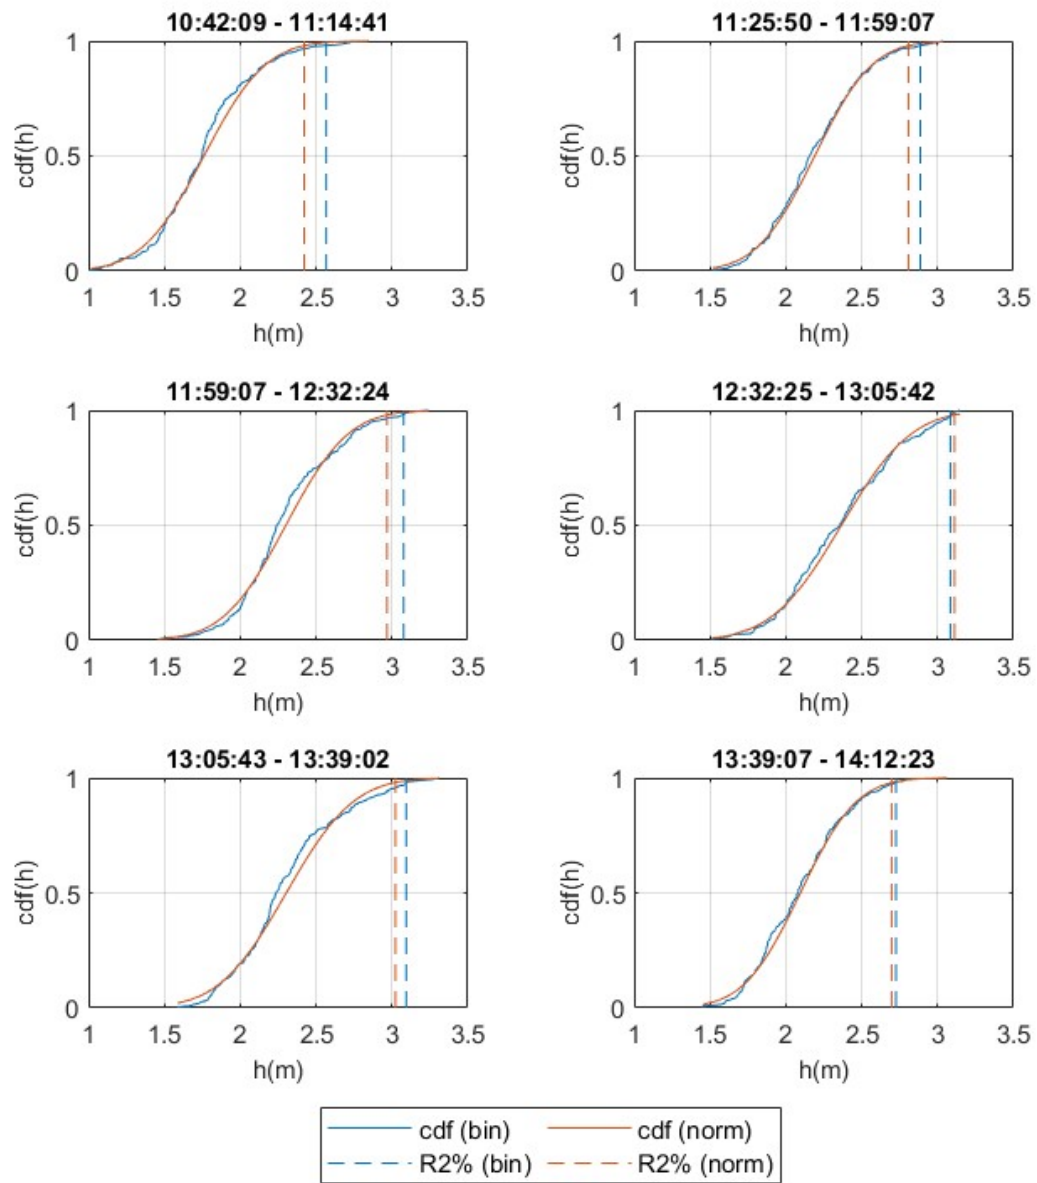 10:42:09 - 11:14:41
1
0.5
0
cdf(h)
1 1.5 2 2.5 3 3.5
h(m)
11:25:50 - 11:59:07
1
0.5
0
cdf(h)
1 1.5 2 2.5 3 3.5
h(m)
11:59:07 - 12:32:24
1
0.5
0
cdf(h)
1 1.5 2 2.5 3 3.5
h(m)
12:32:25 - 13:05:42
1
0.5
0
cdf(h)
1 1.5 2 2.5 3 3.5
h(m)
13:05:43 - 13:39:02
1
0.5
0
cdf(h)
1 1.5 2 2.5 3 3.5
h(m)
13:39:07 - 14:12:23
1
0.5
0
cdf(h)
1 1.5 2 2.5 3 3.5
h(m)
cdf (bin) cdf (norm)
R2% (bin) R2% (norm)